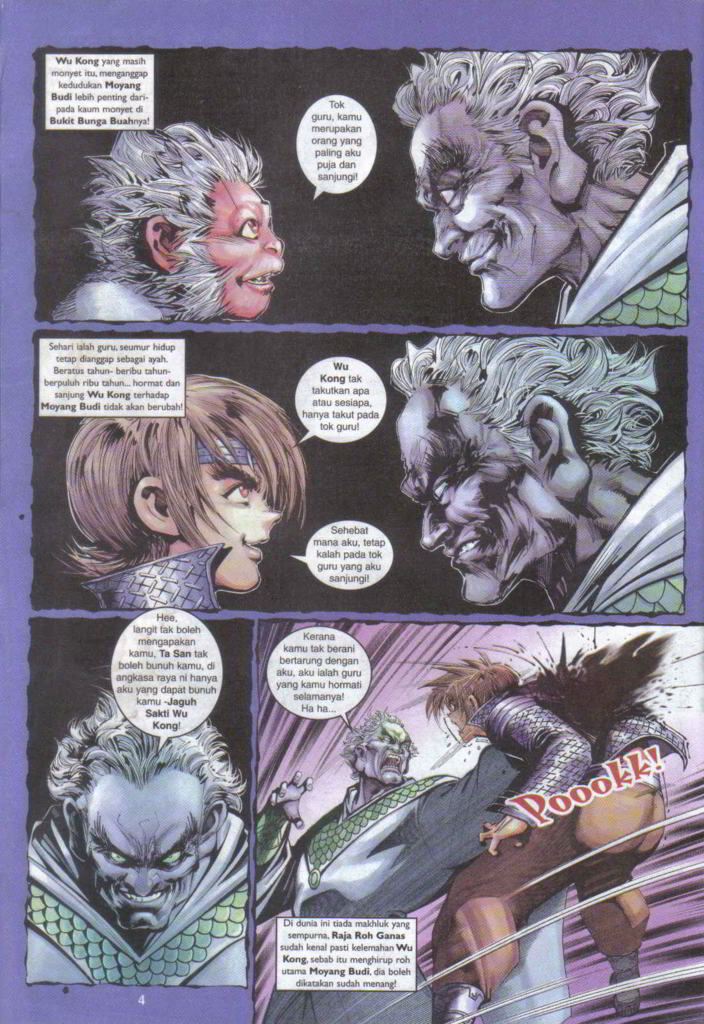 Wu Kong yang masih
monyet itu, menganggap
kedudukan Moyang
Budi lebih penting dari-
pada kaum monyet di
Bukit Bunga Buahnya!
Tok
guru, kamu
merupakan
orang yang
paling aku
puja dan
sanjungi!
Sehari ialah guru, seumur hidup
tetap dianggap sebagai ayah.
Beratus tahun- beribu tahun-
berpuluh ribu tahun... hormat dan
sanjung Wu Kong terhadap
Moyang Budi tidak akan berubah!
Wu
Kong tak
takutkan apa
atau sesiapa,
hanya takut pada
tok guru!
Sehebat
mana aku, tetap
kalah pada tok
guru yang aku
sanjungi!
Hee,
langit tak boleh
mengapakan
kamu, Ta San tak
boleh bunuh kamu, di
angkasa raya ni hanya
aku yang dapat bunuh
kamu -Jaguh
Sakti Wu
Kong!
Kerana
kamu tak berani
bertarung dengan
aku, aku ialah guru
yang kamu hormati
selamanya!
Ha ha...
Poookk!
Di dunia ini tiada makhluk yang
sempurna, Raja Roh Ganas
sudah kenal pasti kelemahan Wu
Kong, sebab itu menghirup roh
utama Moyang Budi, dia boleh
dikatakan sudah menang!
4